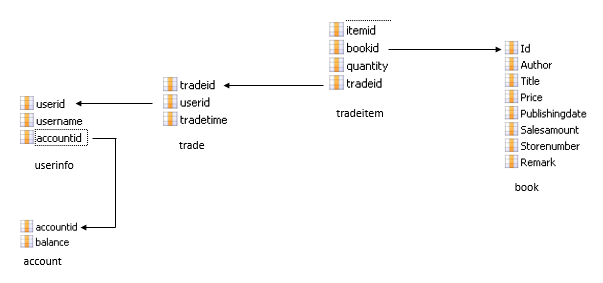 itemid
bookid
quantity
tradeid
tradeitem
Id
Author
Title
Price
Publishingdate
Salesamount
Storenumber
Remark
book
tradeid
userid
tradetime
trade
userid
username
accountid
userinfo
accountid
balance
account